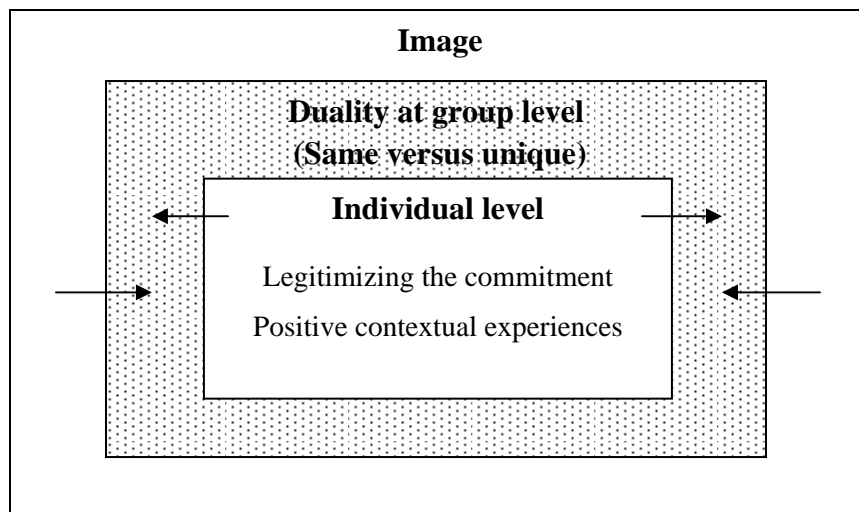 Image
Duality at group level
(Same versus unique)
Individual level
Legitimizing the commitment
Positive contextual experiences